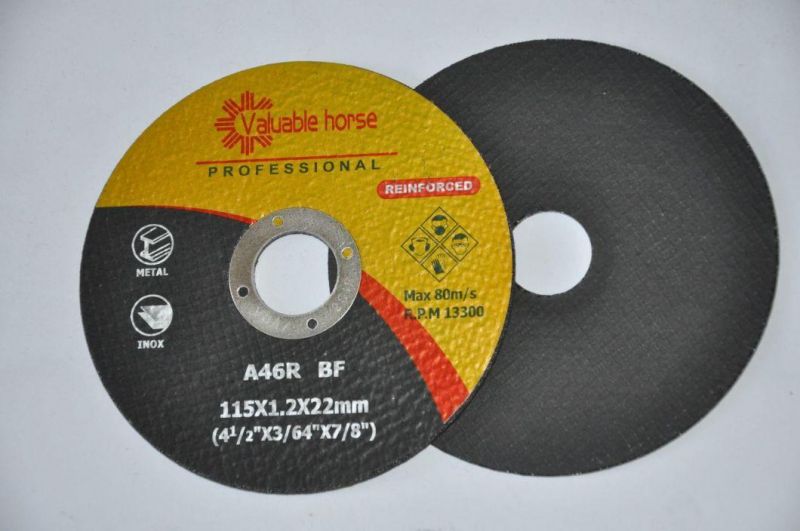 Valuable horse
PROFESSIONAL
REINFORCED
METAL
INOX
Max 80m/s
R.P.M 13300
A46R BF
115X1.2X22mm
(4¹/₂"X3/64"X7/8")